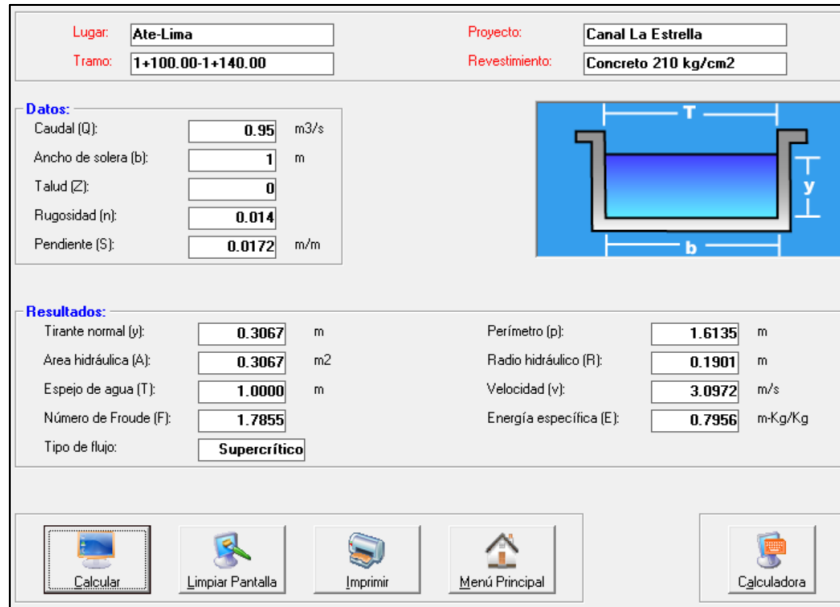 Lugar: Ate-Lima Proyecto: Canal La Estrella
Tramo: 1+100.00-1+140.00 Revestimiento: Concreto 210 kg/cm2
Datos:
Caudal (Q): 0.95 m3/s
Ancho de solera (b): 1 m
Talud (Z): 0
Rugosidad (n): 0.014
Pendiente (S): 0.0172 m/m
T
y
b
Resultados:
Tirante normal (y): 0.3067 m Perímetro (p): 1.6135 m
Area hidráulica (A): 0.3067 m2 Radio hidráulico (R): 0.1901 m
Espejo de agua (T): 1.0000 m Velocidad (v): 3.0972 m/s
Número de Froude (F): 1.7855 Energía específica (E): 0.7956 m-Kg/Kg
Tipo de flujo: Supercrítico
Calcular Limpiar Pantalla Imprimir Menú Principal Calculadora